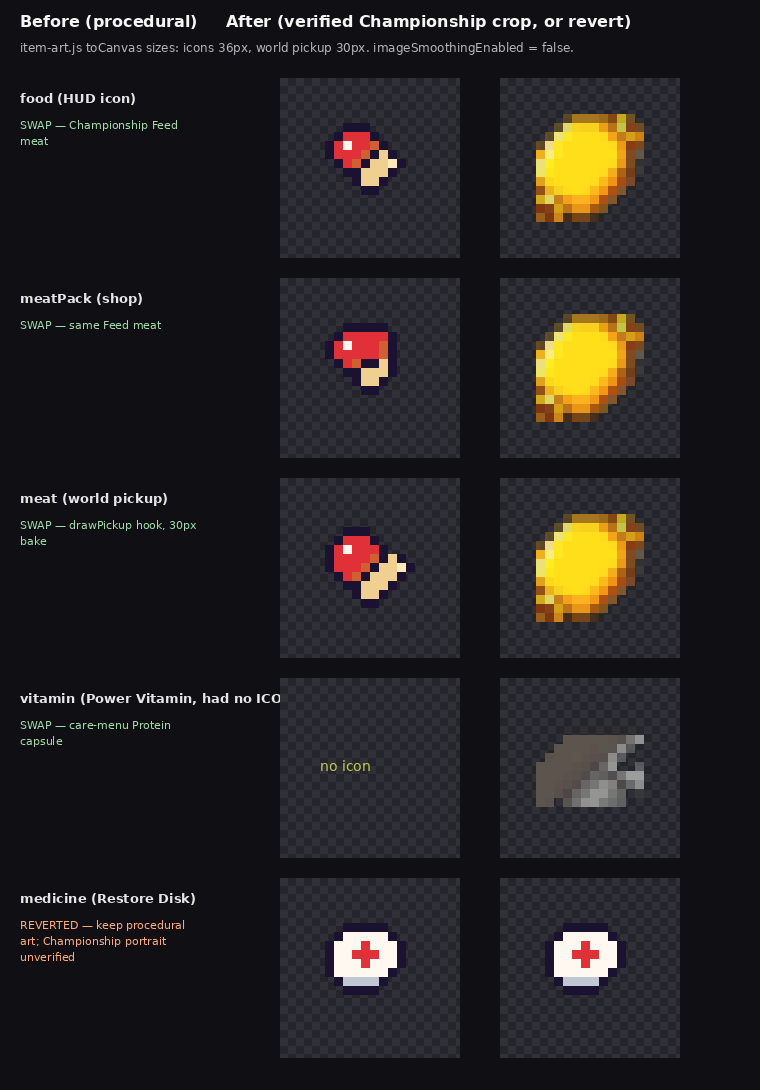 Before (procedural)     After (verified Championship crop, or revert)
item-art.js toCanvas sizes: icons 36px, world pickup 30px. imageSmoothingEnabled = false.
food (HUD icon)
SWAP — Championship Feed
meat
meatPack (shop)
SWAP — same Feed meat
meat (world pickup)
SWAP — drawPickup hook, 30px
bake
vitamin (Power Vitamin, had no ICO
SWAP — care-menu Protein
capsule
no icon
medicine (Restore Disk)
REVERTED — keep procedural
art; Championship portrait
unverified